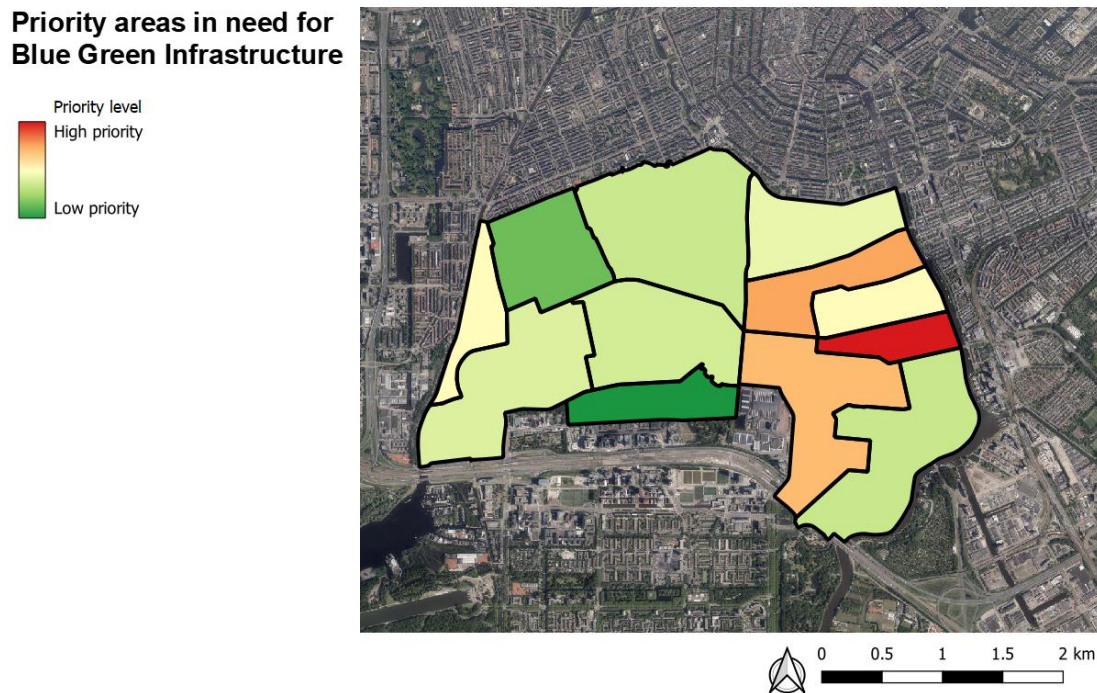 Priority areas in need for
Blue Green Infrastructure
Priority level
High priority
Low priority
0 0.5 1 1.5 2 km